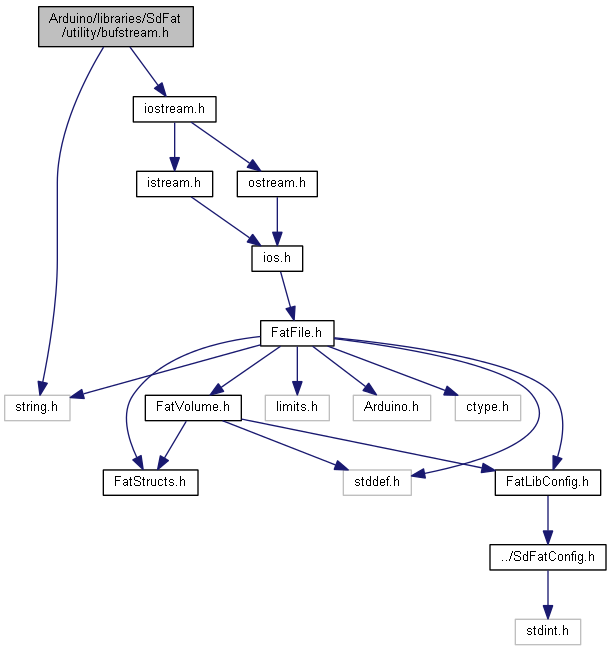 Arduino/libraries/SdFat
/utility/bufstream.h
iostream.h
istream.h
ostream.h
ios.h
FatFile.h
string.h
FatVolume.h
limits.h
Arduino.h
ctype.h
FatStructs.h
stddef.h
FatLibConfig.h
../SdFatConfig.h
stdint.h